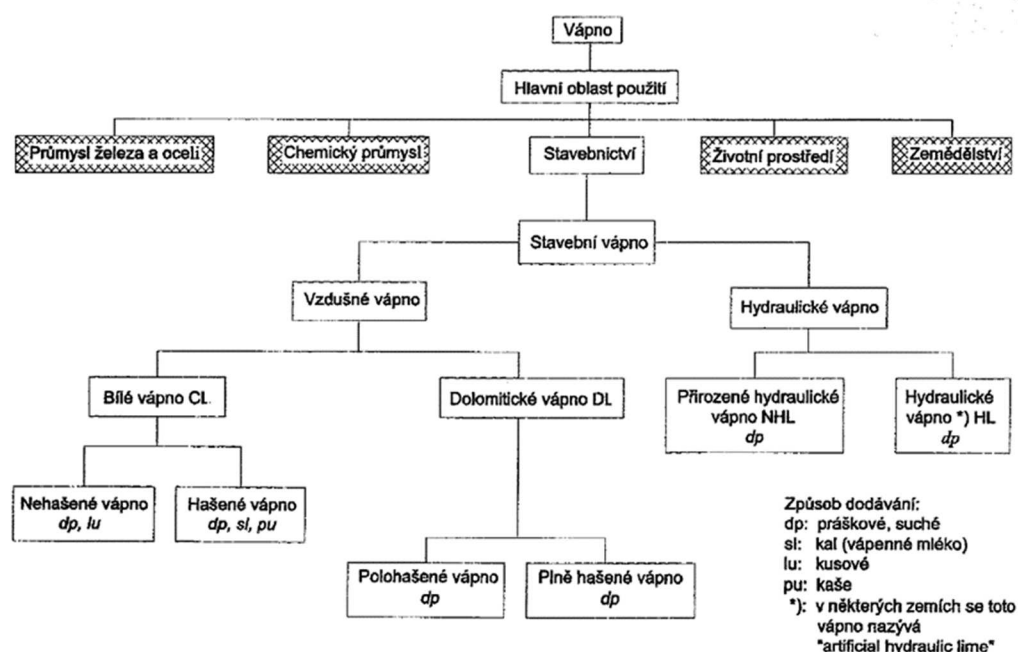 Vápno
Hlavní oblast použití
Průmysl železa a oceli
Chemický průmysl
Stavebnictví
Životní prostředí
Zemědělství
Stavební vápno
Vzdušné vápno
Hydraulické vápno
Bílé vápno CL
Dolomitické vápno DL
Přirozené hydraulické
vápno NHL
dp
Hydraulické
vápno *) HL
dp
Nehašené vápno
dp, lu
Hašené vápno
dp, sl, pu
Polohašené vápno
dp
Plně hašené vápno
dp
Způsob dodávání:
dp: práškové, suché
sl: kal (vápenné mléko)
lu: kusové
pu: kaše
*): v některých zemích se toto
vápno nazývá
"artificial hydraulic lime"